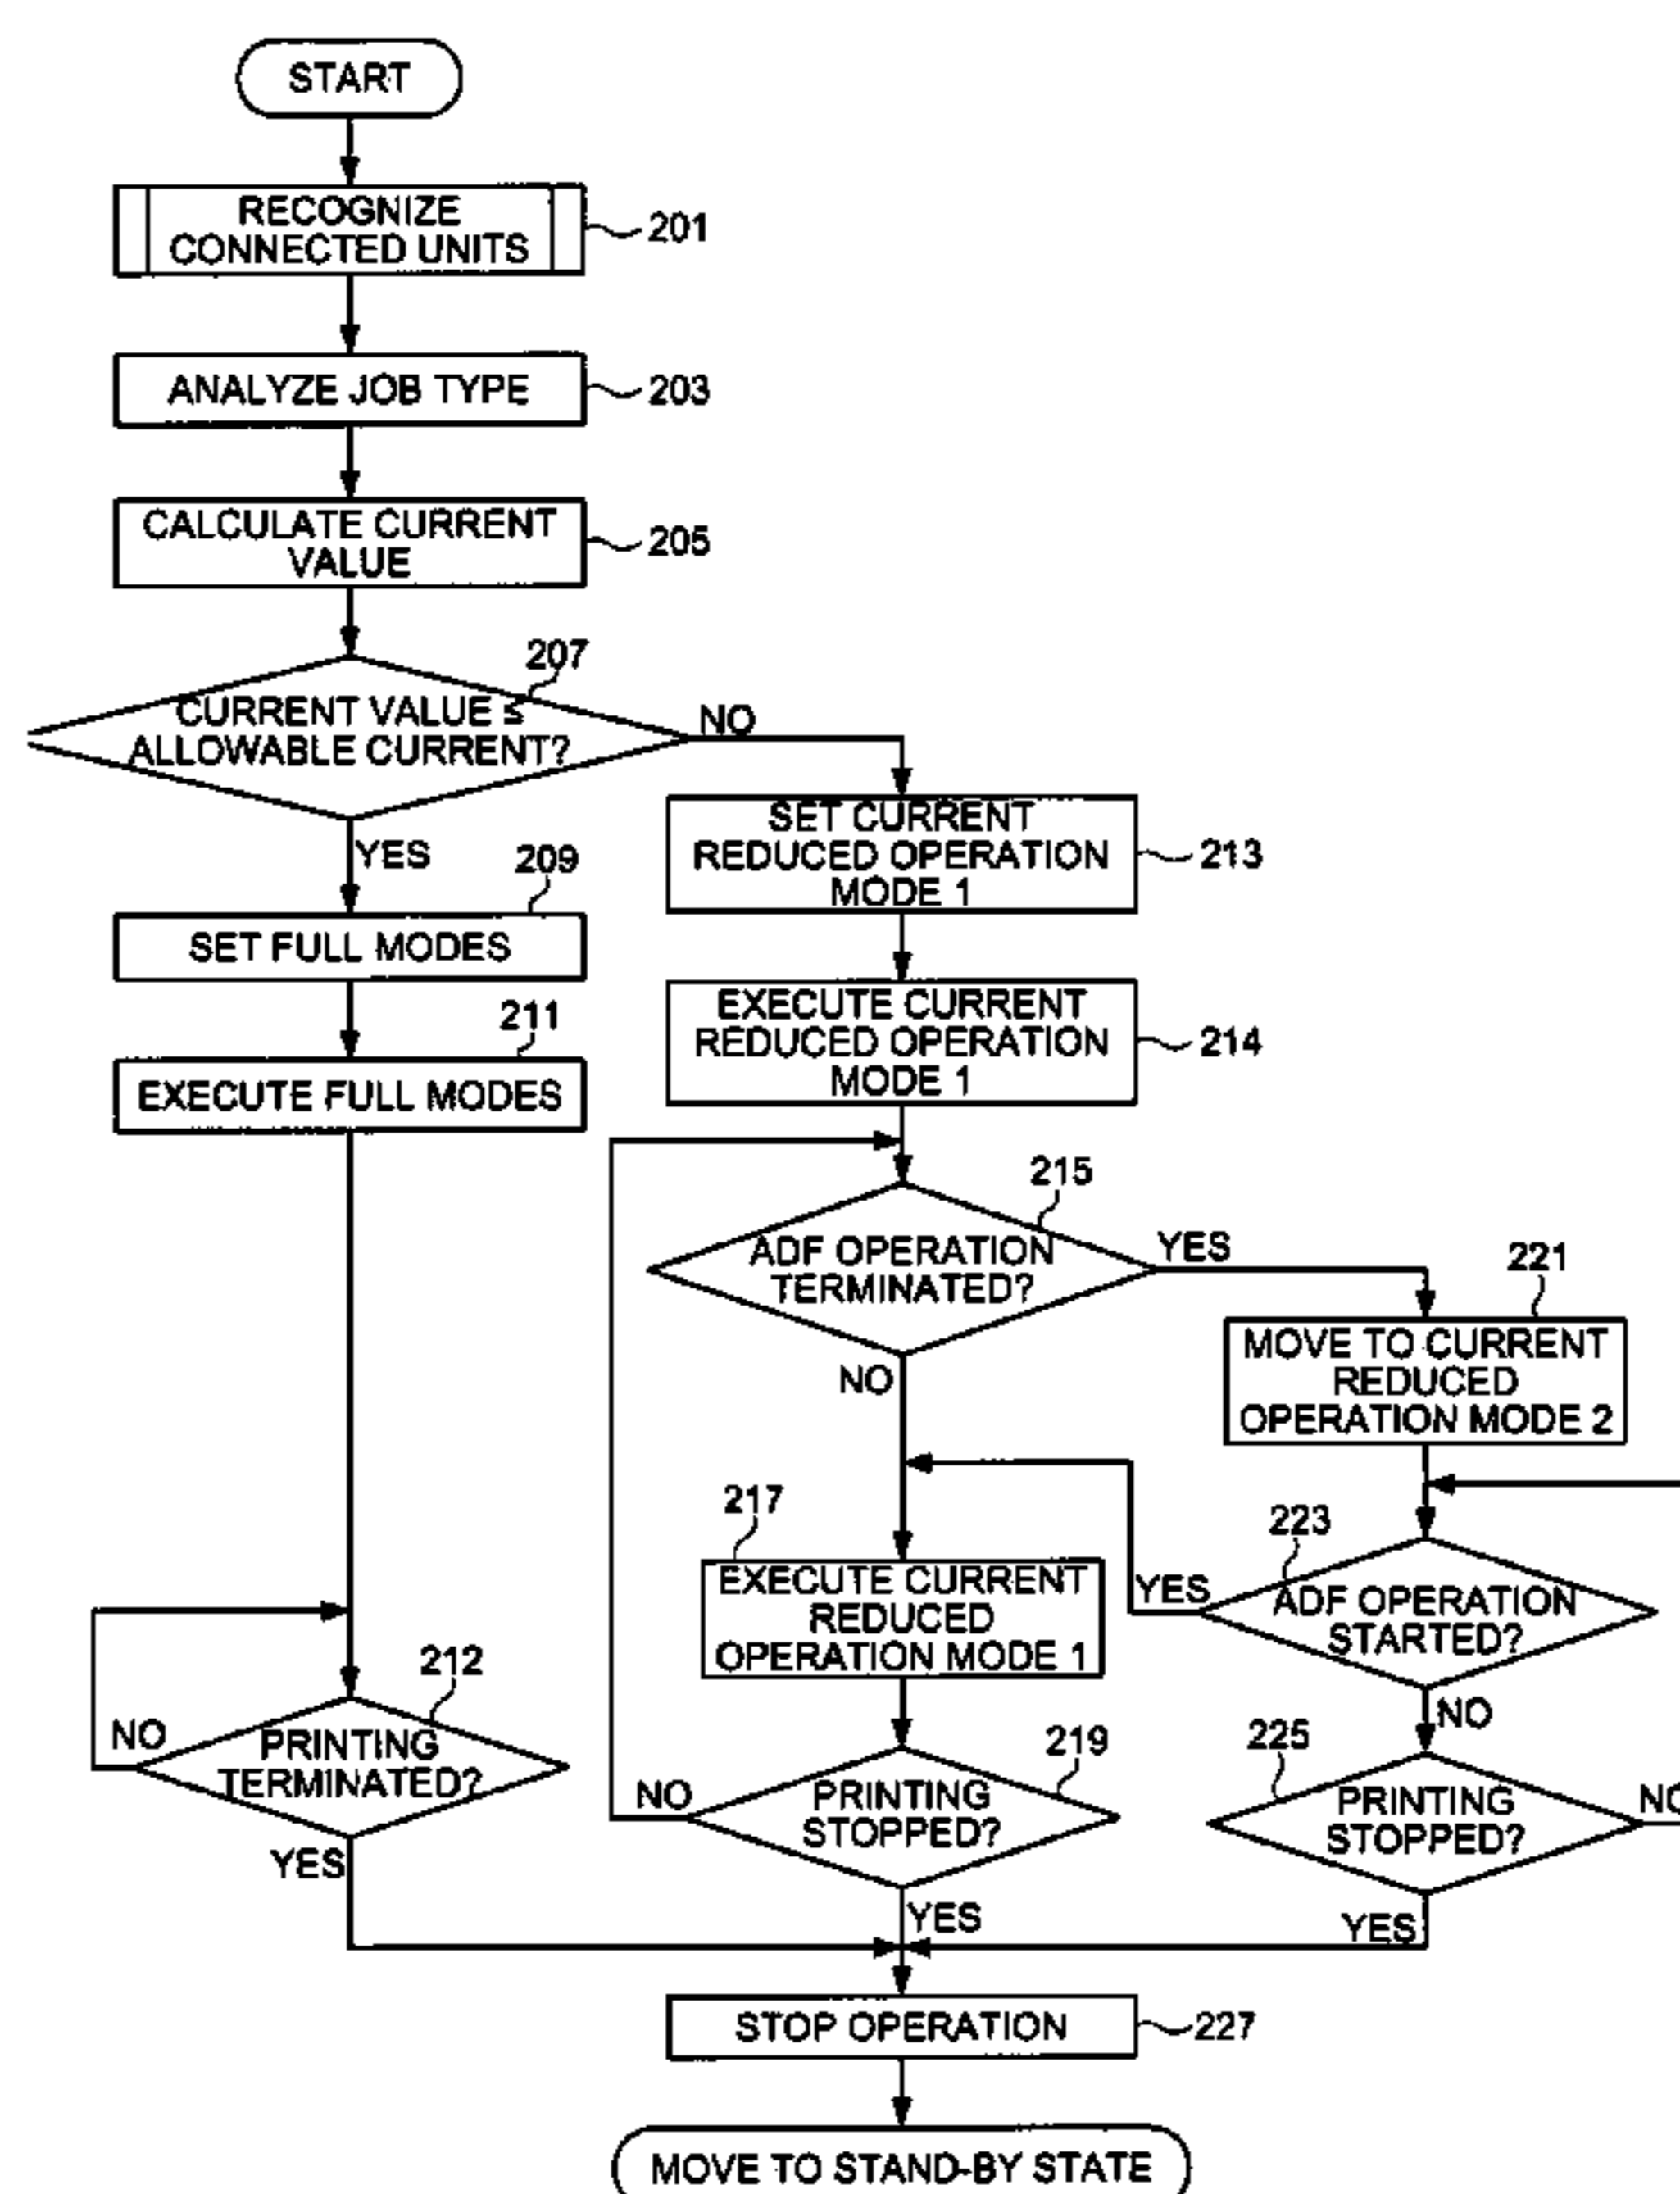 START
RECOGNIZE
CONNECTED UNITS
201
ANALYZE JOB TYPE
203
CALCULATE CURRENT
VALUE
205
207
CURRENT VALUE ≤
ALLOWABLE CURRENT?
NO
YES
209
SET FULL MODES
211
EXECUTE FULL MODES
SET CURRENT
REDUCED OPERATION
MODE 1
213
EXECUTE CURRENT
REDUCED OPERATION
MODE 1
214
215
ADF OPERATION
TERMINATED?
YES
NO
221
MOVE TO CURRENT
REDUCED
OPERATION MODE 2
217
EXECUTE CURRENT
REDUCED
OPERATION MODE 1
223
YES
ADF OPERATION
STARTED?
NO
212
NO
PRINTING
TERMINATED?
YES
219
NO
PRINTING
STOPPED?
YES
225
PRINTING
STOPPED?
NO
YES
STOP OPERATION
227
MOVE TO STAND-BY STATE